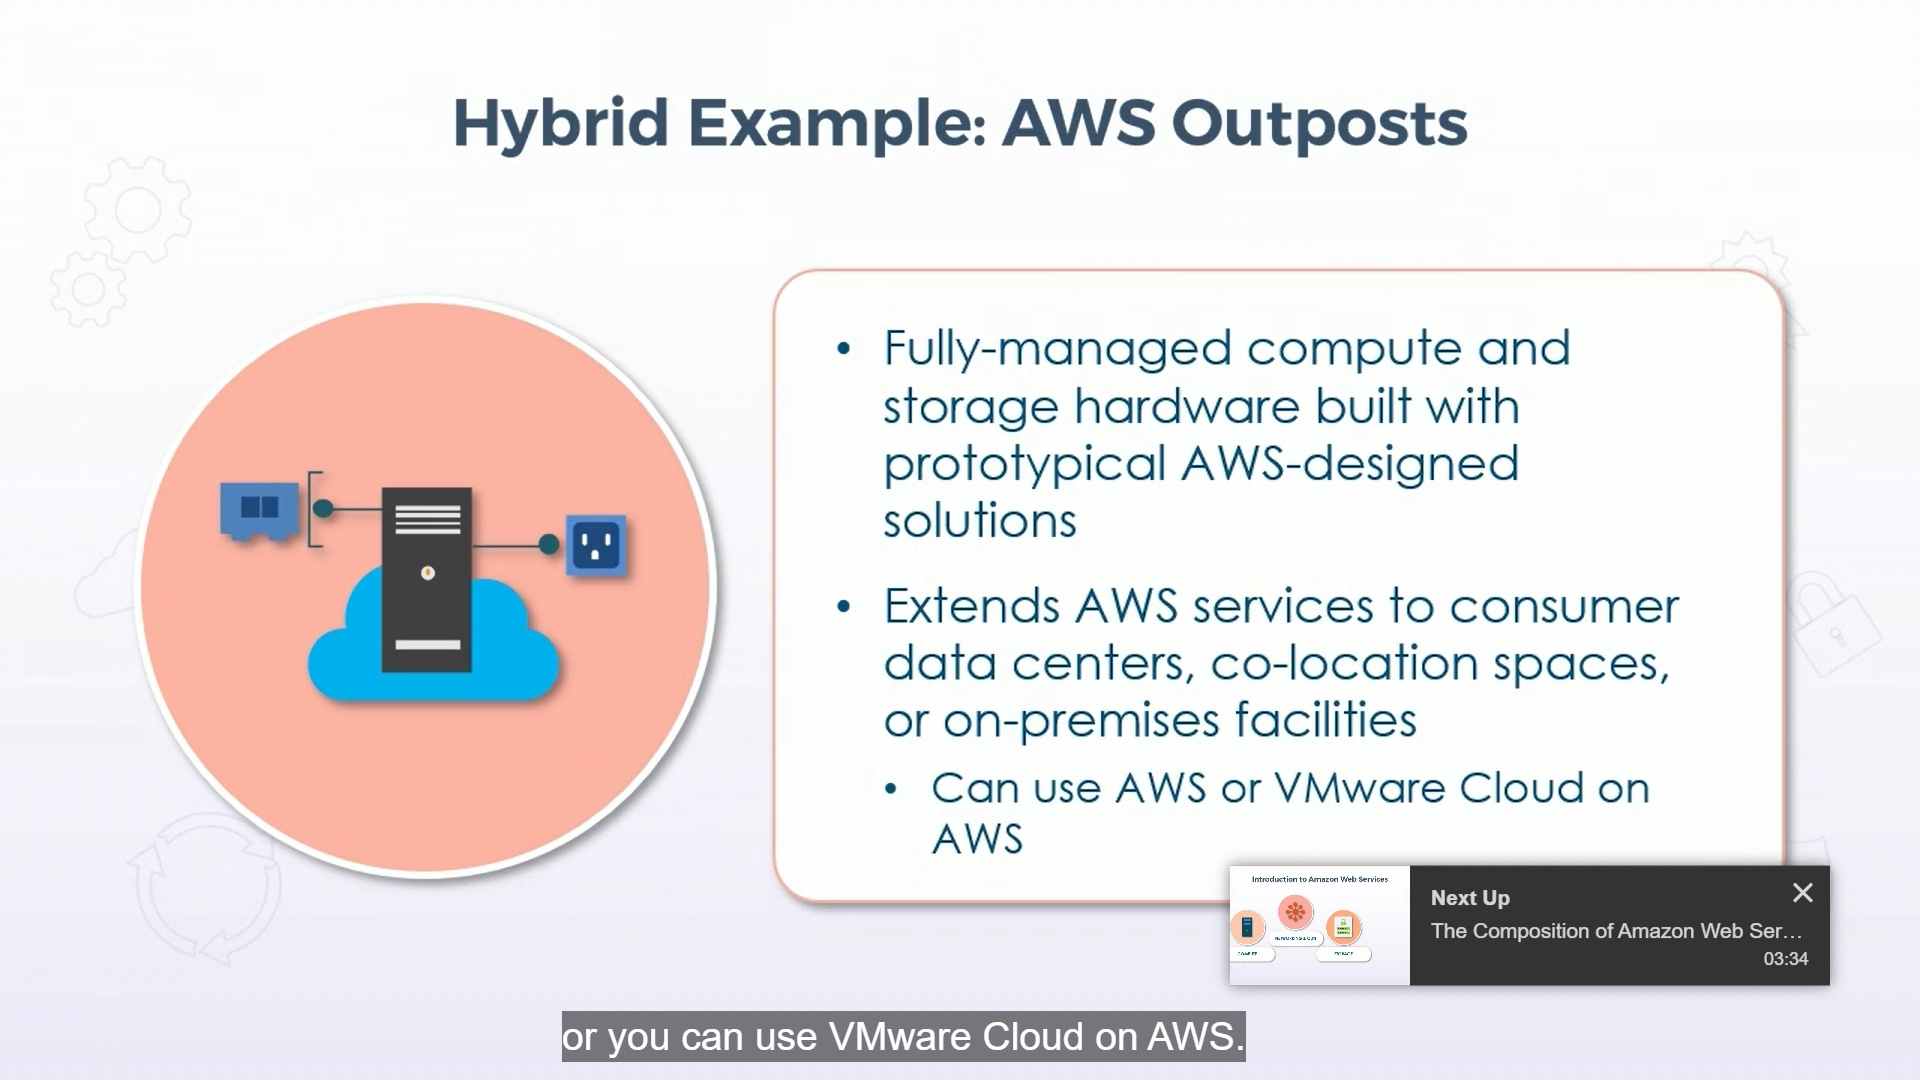 Hybrid Example: AWS Outposts
• Fully-managed compute and
storage hardware built with
prototypical AWS-designed
solutions
• Extends AWS services to consumer
data centers, co-location spaces,
or on-premises facilities
• Can use AWS or VMware Cloud on
AWS
Introduction to Amazon Web Services
Next Up
The Composition of Amazon Web Ser...
03:34
or you can use VMware Cloud on AWS.